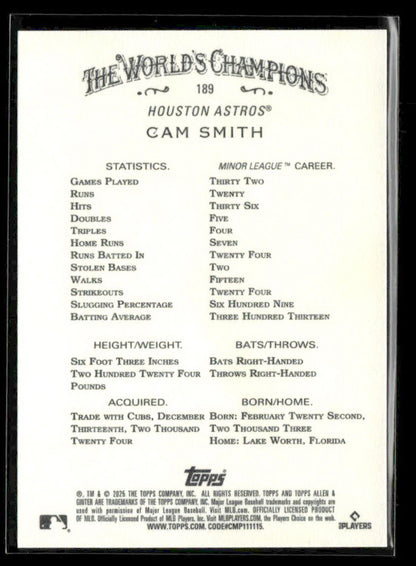 THE WORLD'S CHAMPIONS
189
HOUSTON ASTROS®
CAM SMITH
STATISTICS. MINOR LEAGUE™ CAREER.
GAMES PLAYED THIRTY TWO
RUNS TWENTY
HITS THIRTY SIX
DOUBLES FIVE
TRIPLES FOUR
HOME RUNS SEVEN
RUNS BATTED IN TWENTY FOUR
STOLEN BASES TWO
WALKS FIFTEEN
STRIKEOUTS TWENTY FOUR
SLUGGING PERCENTAGE SIX HUNDRED NINE
BATTING AVERAGE THREE HUNDRED THIRTEEN
HEIGHT/WEIGHT. BATS/THROWS.
SIX FOOT THREE INCHES BATS RIGHT-HANDED
TWO HUNDRED TWENTY FOUR THROWS RIGHT-HANDED
POUNDS
ACQUIRED. BORN/HOME.
TRADE WITH CUBS, DECEMBER BORN: FEBRUARY TWENTY SECOND,
THIRTEENTH, TWO THOUSAND TWO THOUSAND THREE
TWENTY FOUR HOME: LAKE WORTH, FLORIDA
Topps
®, TM & © 2025 THE TOPPS COMPANY, INC. ALL RIGHTS RESERVED. TOPPS AND TOPPS ALLEN &
GINTER ARE TRADEMARKS OF THE TOPPS COMPANY, INC. Major League Baseball trademarks and copyrights are
used with permission of Major League Baseball. Visit MLB.com. OFFICIALLY LICENSED PRODUCT
OF MLB. Officially Licensed Product of MLB Players, Inc. Visit MLBPLAYERS.COM, the Players Choice on the web.
WWW.TOPPS.COM. CODE#CMP111115.
PLAYERS